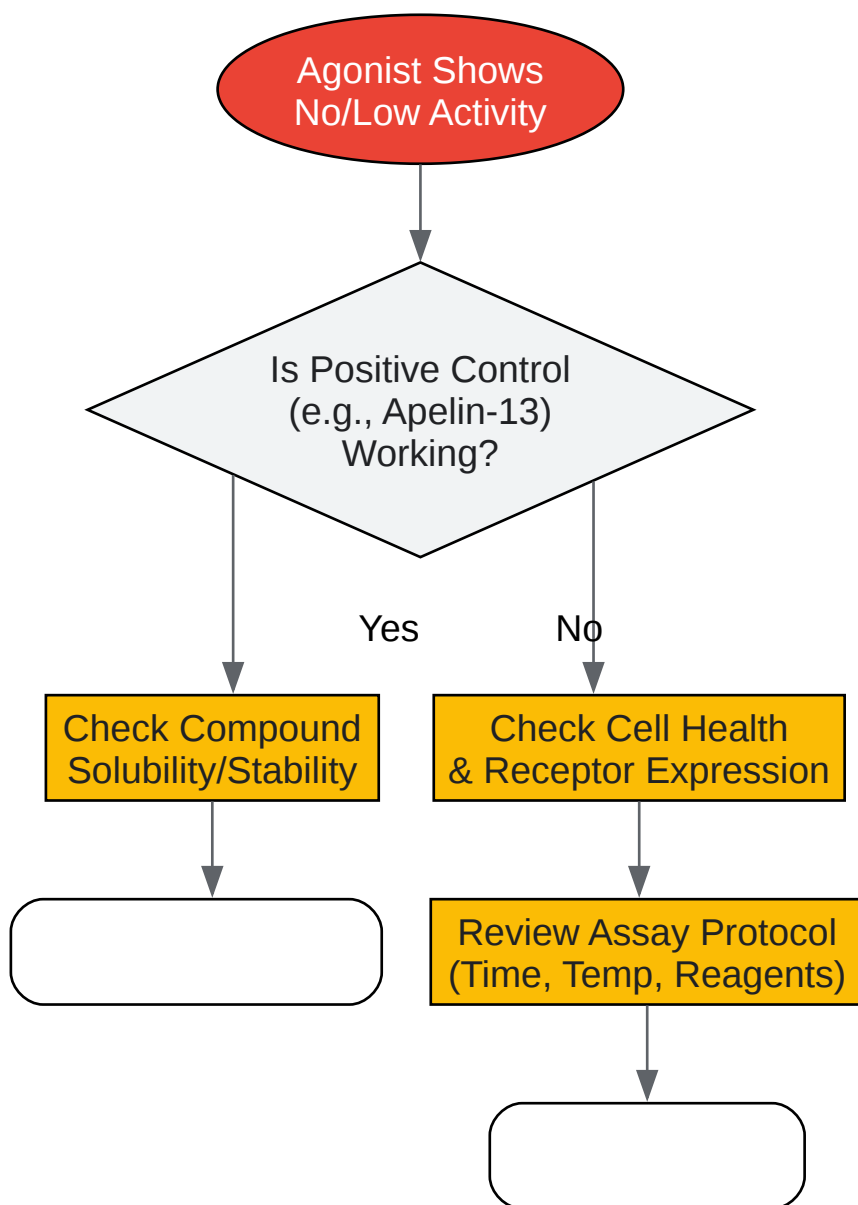 Agonist Shows
No/Low Activity
Is Positive Control
(e.g., Apelin-13)
Working?
Yes
No
Check Compound
Solubility/Stability
Check Cell Health
& Receptor Expression
Review Assay Protocol
(Time, Temp, Reagents)